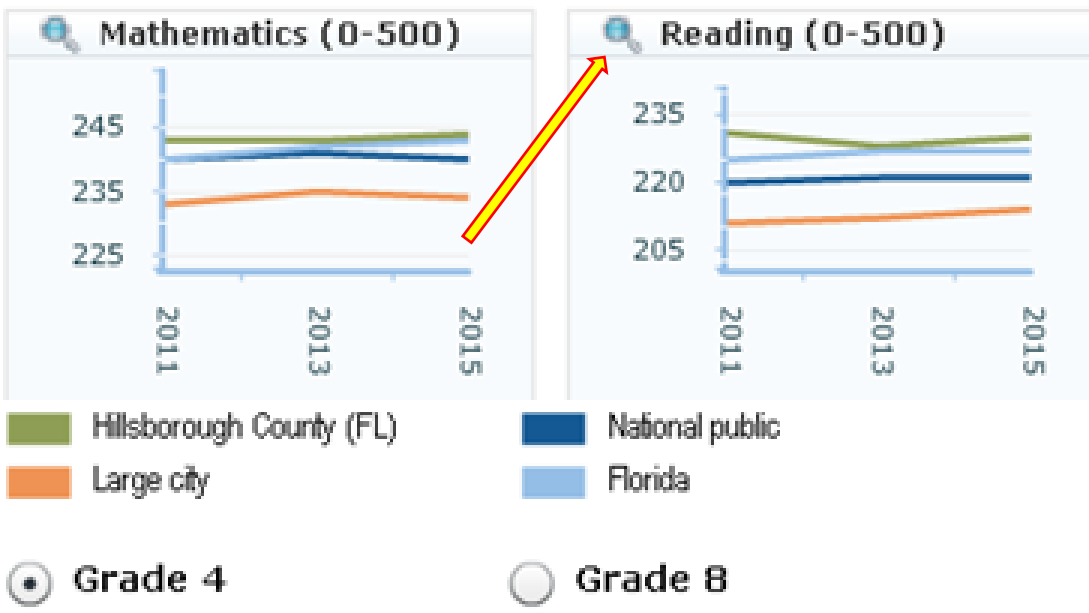 Mathematics (0-500)
245
235
225
2011
2013
2015
Reading (0-500)
235
220
205
2011
2013
2015
Hillsborough County (FL)
National public
Large city
Florida
Grade 4
Grade 8